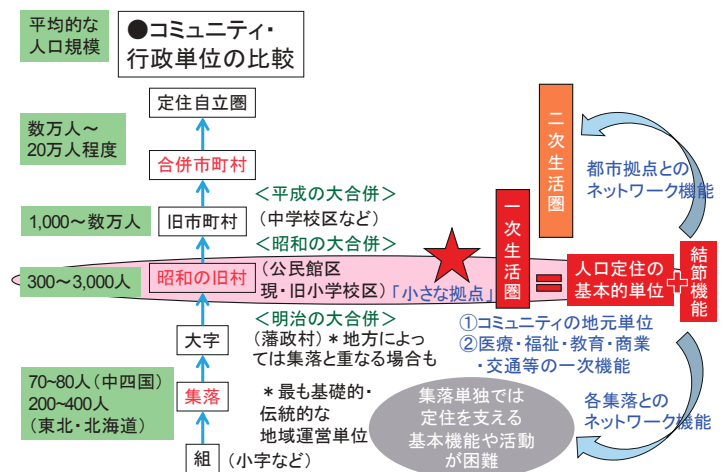 平均的な
人口規模
●コミュニティ・
行政単位の比較
定住自立圏
数万人～
20万人程度
合併市町村
＜平成の大合併＞
1,000～数万人
旧市町村
(中学校区など)
＜昭和の大合併＞
300～3,000人
昭和の旧村
(公民館区
現・旧小学校区)
「小さな拠点」
一次生活圏
二次生活圏
都市拠点との
ネットワーク機能
＝
人口定住の
基本的単位
＋
結節機能
＜明治の大合併＞
大字
(藩政村)＊地方によっ
ては集落と重なる場合も
①コミュニティの地元単位
②医療・福祉・教育・商業
・交通等の一次機能
70～80人(中四国)
200～400人
(東北・北海道)
集落
＊最も基礎的・
伝統的な
地域運営単位
集落単独では
定住を支える
基本機能や活動
が困難
各集落との
ネットワーク機能
組
(小字など)